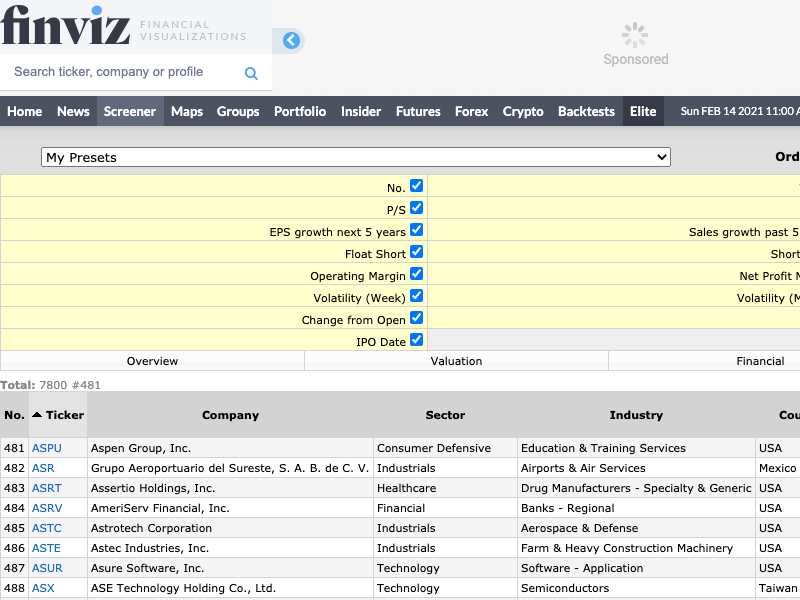 finviz FINANCIAL VISUALIZATIONS
Search ticker, company or profile
Sponsored
Home News Screener Maps Groups Portfolio Insider Futures Forex Crypto Backtests Elite Sun FEB 14 2021 11:00 A
My Presets Ord
No.
P/S
EPS growth next 5 years Sales growth past 5
Float Short Short
Operating Margin Net Profit
Volatility (Week) Volatility (M
Change from Open
IPO Date
Overview Valuation Financial
Total: 7800 #481
No. Ticker Company Sector Industry Cou
481 ASPU Aspen Group, Inc. Consumer Defensive Education & Training Services USA
482 ASR Grupo Aeroportuario del Sureste, S. A. B. de C. V. Industrials Airports & Air Services Mexico
483 ASRT Assertio Holdings, Inc. Healthcare Drug Manufacturers - Specialty & Generic USA
484 ASRV AmeriServ Financial, Inc. Financial Banks - Regional USA
485 ASTC Astrotech Corporation Industrials Aerospace & Defense USA
486 ASTE Astec Industries, Inc. Industrials Farm & Heavy Construction Machinery USA
487 ASUR Asure Software, Inc. Technology Software - Application USA
488 ASX ASE Technology Holding Co., Ltd. Technology Semiconductors Taiwan